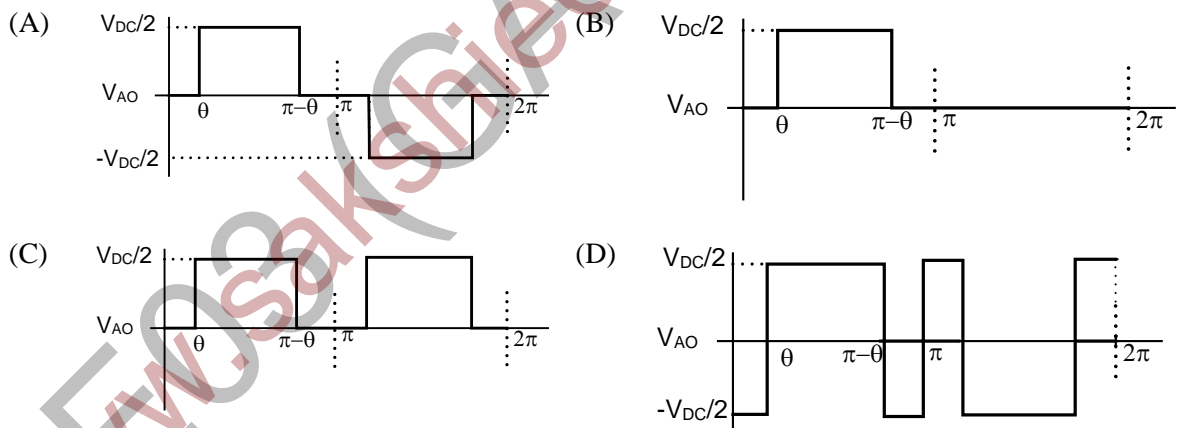 (A) V_DC/2 V_AO θ π−θ π 2π -V_DC/2
(B) V_DC/2 V_AO θ π−θ π 2π
(C) V_DC/2 V_AO θ π−θ π 2π
(D) V_DC/2 V_AO θ π−θ π 2π -V_DC/2
w.sakshie